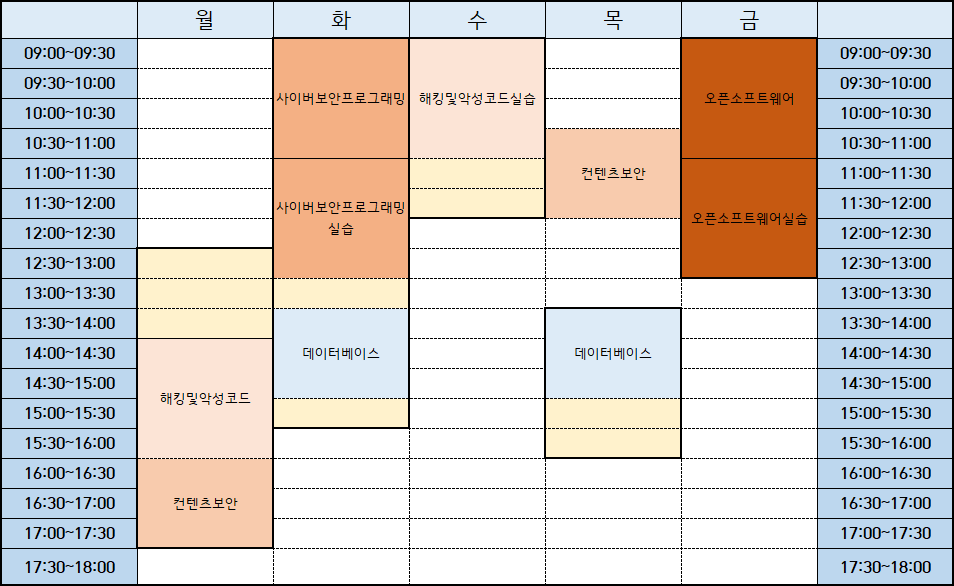 월 화 수 목 금
09:00~09:30 09:00~09:30
09:30~10:00 09:30~10:00
사이버보안프로그래밍 해킹및악성코드실습 오픈소프트웨어
10:00~10:30 10:00~10:30
10:30~11:00 10:30~11:00
11:00~11:30 컨텐츠보안 11:00~11:30
11:30~12:00 사이버보안프로그래밍 11:30~12:00
실습 오픈소프트웨어실습
12:00~12:30 12:00~12:30
12:30~13:00 12:30~13:00
13:00~13:30 13:00~13:30
13:30~14:00 13:30~14:00
14:00~14:30 데이터베이스 데이터베이스 14:00~14:30
14:30~15:00 14:30~15:00
해킹및악성코드
15:00~15:30 15:00~15:30
15:30~16:00 15:30~16:00
16:00~16:30 16:00~16:30
16:30~17:00 컨텐츠보안 16:30~17:00
17:00~17:30 17:00~17:30
17:30~18:00 17:30~18:00